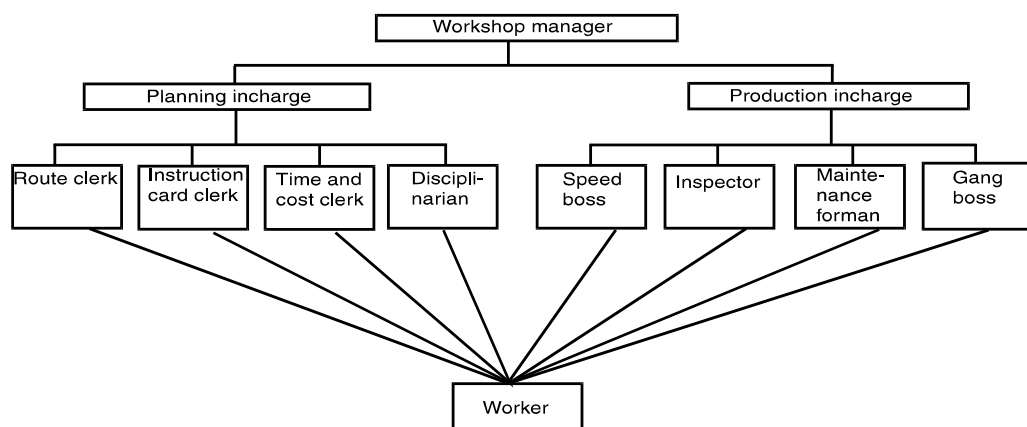 Workshop manager
Planning incharge
Production incharge
Route clerk
Instruction
card clerk
Time and
cost clerk
Discipli-
narian
Speed
boss
Inspector
Mainte-
nance
forman
Gang
boss
Worker